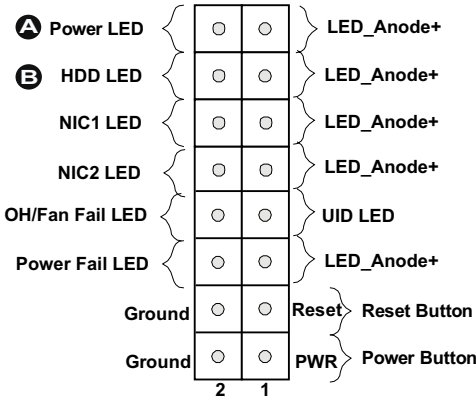 A Power LED LED_Anode+
B HDD LED LED_Anode+
NIC1 LED LED_Anode+
NIC2 LED LED_Anode+
OH/Fan Fail LED UID LED
Power Fail LED LED_Anode+
Ground Reset Reset Button
Ground PWR Power Button
2 1